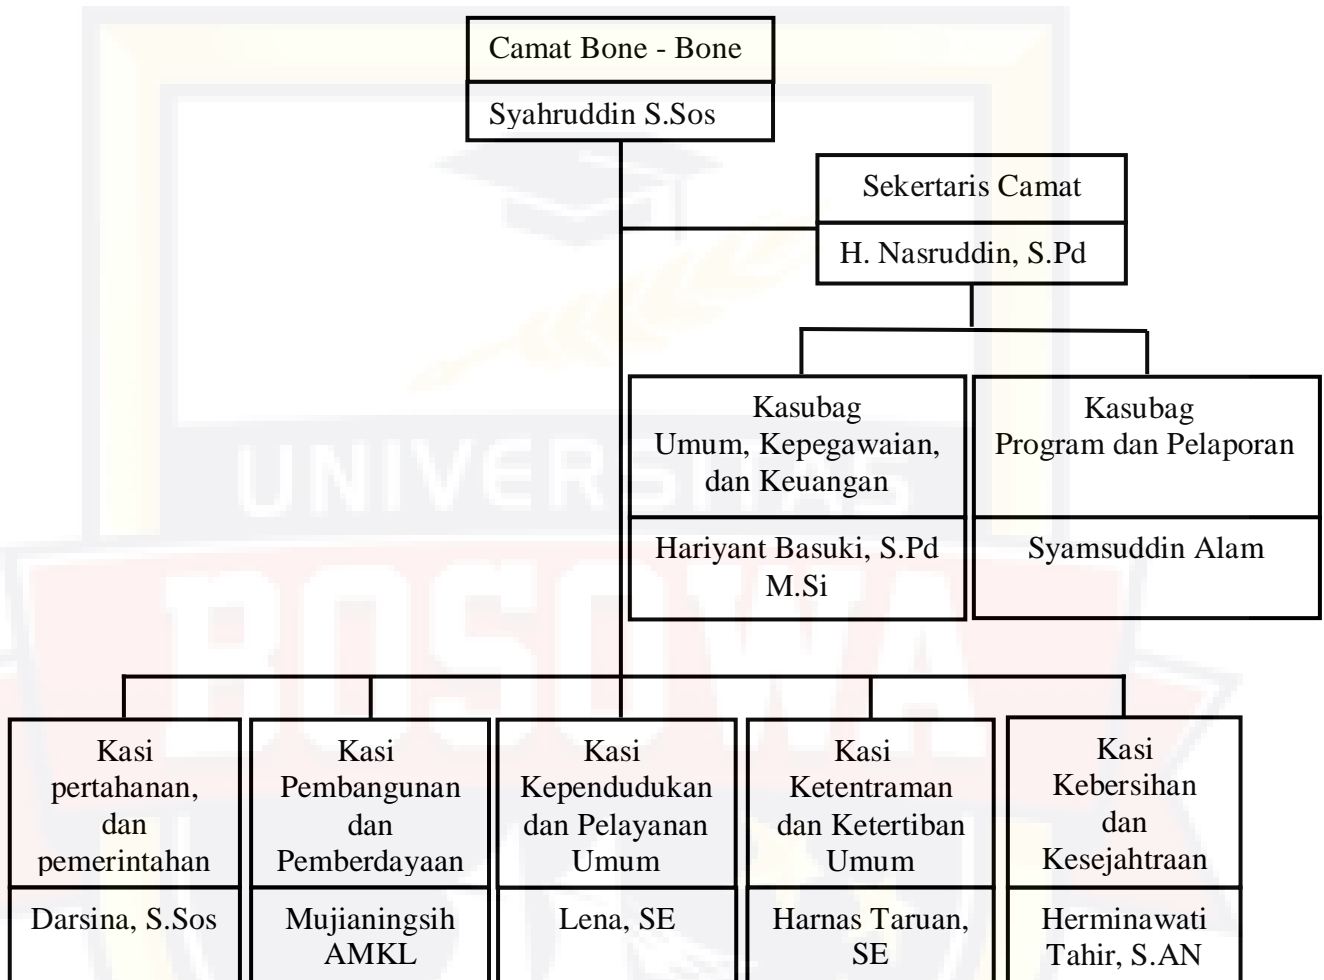 Camat Bone - Bone
Syahruddin S.Sos
Sekertaris Camat
H. Nasruddin, S.Pd
Kasubag
Umum, Kepegawaian,
dan Keuangan
Hariyant Basuki, S.Pd
M.Si
Kasubag
Program dan Pelaporan
Syamsuddin Alam
Kasi
pertahanan,
dan
pemerintahan
Darsina, S.Sos
Kasi
Pembangunan
dan
Pemberdayaan
Mujianingsih
AMKL
Kasi
Kependudukan
dan Pelayanan
Umum
Lena, SE
Kasi
Ketentraman
dan Ketertiban
Umum
Harnas Taruan,
SE
Kasi
Kebersihan
dan
Kesejahtraan
Herminawati
Tahir, S.AN
UNIVERSITAS
BOSOWA